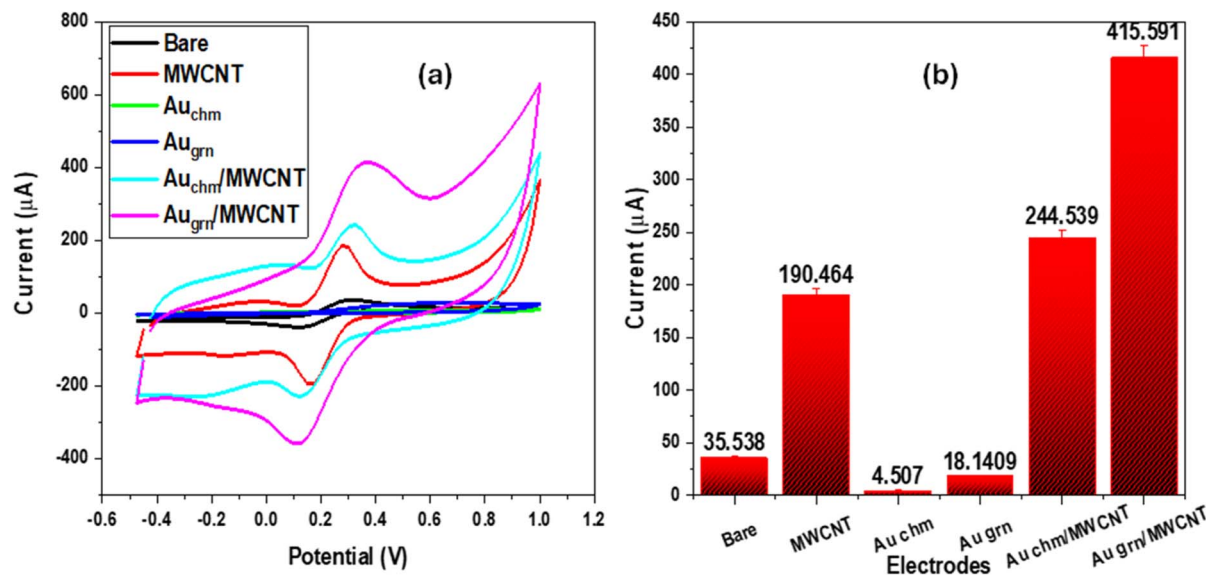 800
600
400
200
0
-200
-400
Current (μA)
Bare
MWCNT
Auchm
Augrn
Auchm/MWCNT
Augrn/MWCNT
(a)
-0.6 -0.4 -0.2 0.0 0.2 0.4 0.6 0.8 1.0 1.2
Potential (V)
450
400
350
300
250
200
150
100
50
0
Current (μA)
(b)
35.538
190.464
4.507
18.1409
244.539
415.591
Bare
MWCNT
Au chm
Au grn
Au chm/MWCNT
Au grn/MWCNT
Electrodes